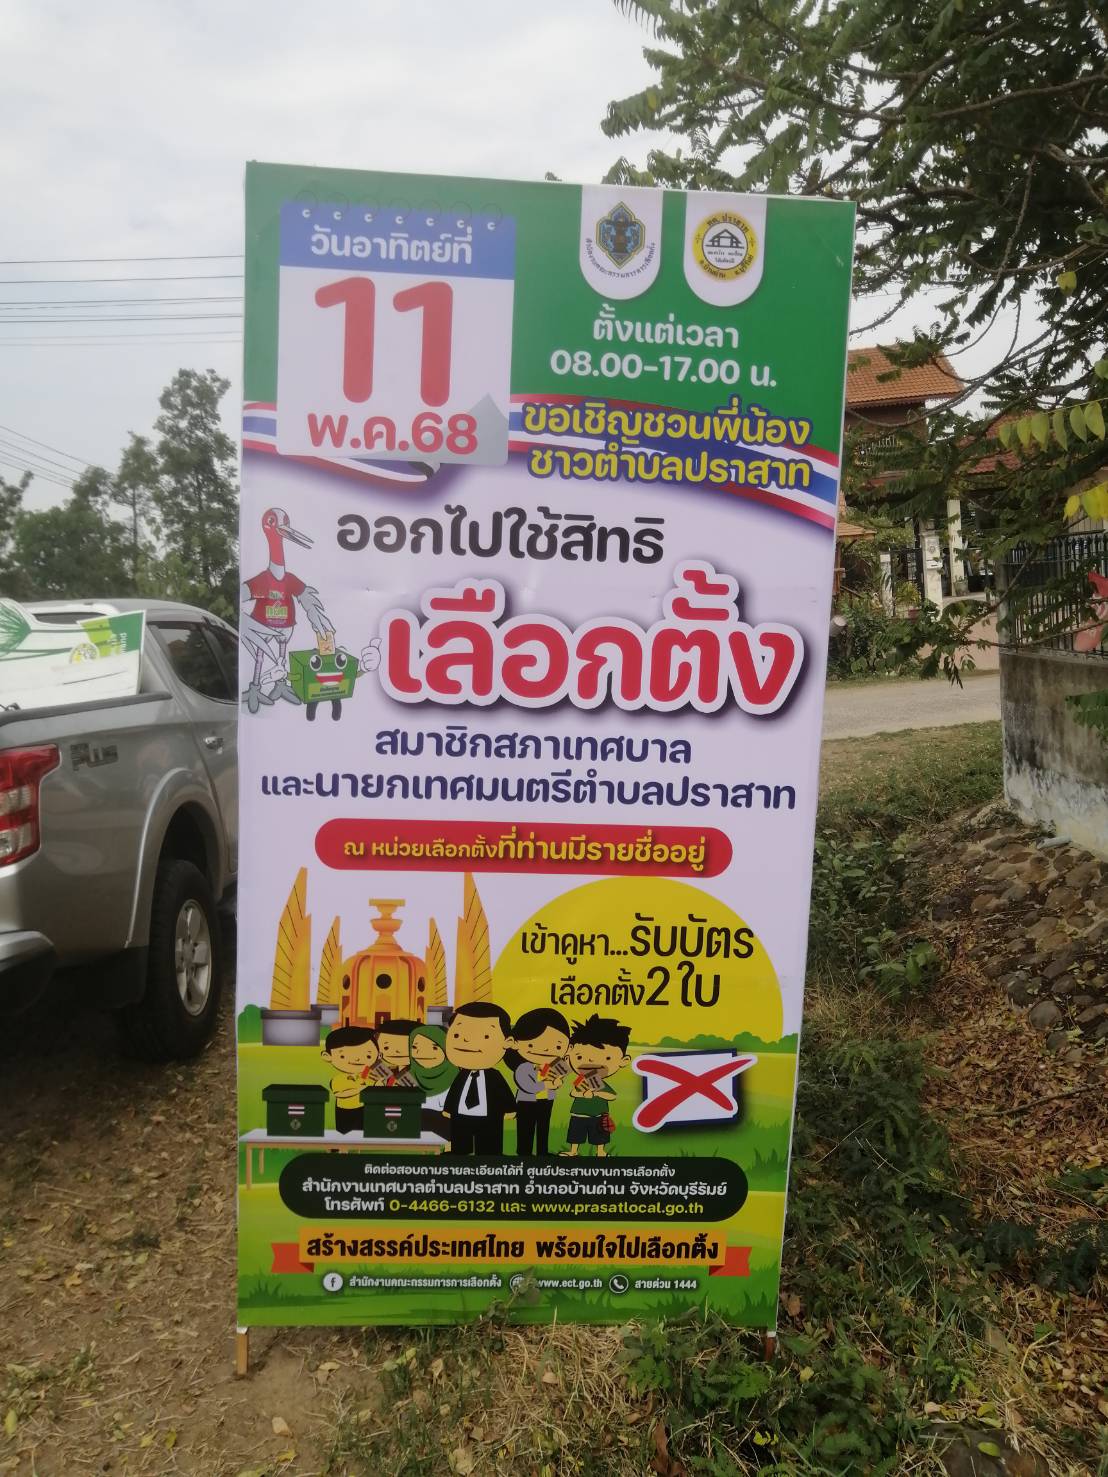 วันอาทิตย์ที่
11
พ.ค.68
ตั้งแต่เวลา
08.00-17.00 น.
ขอเชิญชวนพี่น้อง
ชาวตำบลปราสาท
ออกไปใช้สิทธิ
เลือกตั้ง
สมาชิกสภาเทศบาล
และนายกเทศมนตรีตำบลปราสาท
ณ หน่วยเลือกตั้งที่ท่านมีรายชื่ออยู่
เข้าคูหา...รับบัตร
เลือกตั้ง2 ใบ
ติดต่อสอบถามรายละเอียดได้ที่ ศูนย์ประสานงานการเลือกตั้ง
สำนักงานเทศบาลตำบลปราสาท อำเภอบ้านด่าน จังหวัดบุรีรัมย์
โทรศัพท์ 0-4466-6132 และ www.prasatlocal.go.th
สร้างสรรค์ประเทศไทย พร้อมใจไปเลือกตั้ง
สำนักงานคณะกรรมการการเลือกตั้ง www.ect.go.th สายด่วน 1444